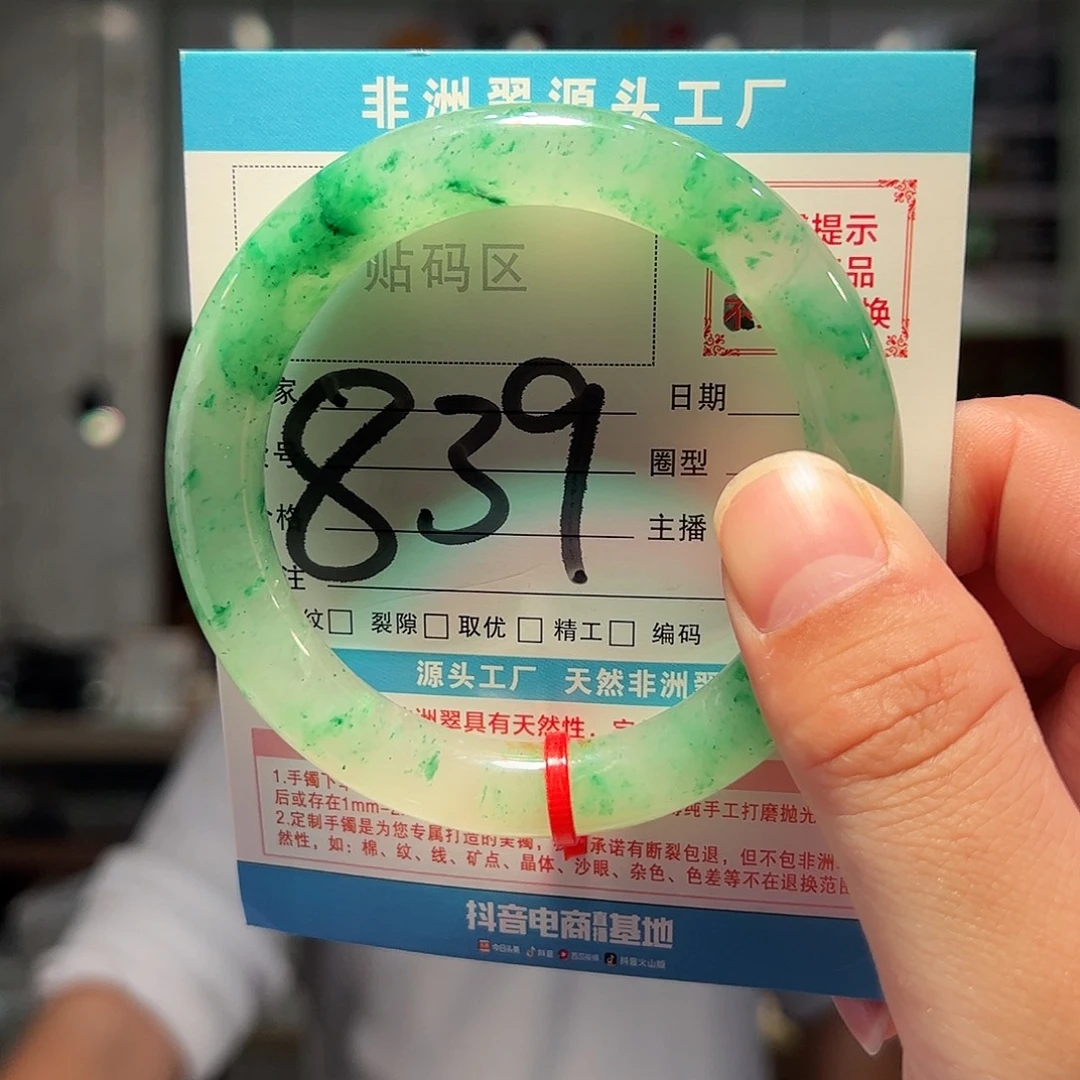 非洲翠源头工厂
提示
贴码区
品
换
家
日期
号
圈型
839
格
主播
注
纹□ 裂隙□ 取优□ 精工□ 编码
源头工厂 天然非洲翠
洲翠具有天然性．
1.手镯下
后或存在1mm-
纯手工打磨抛光
2.定制手镯是为您专属打造的
承诺有断裂包退，但不包非洲
然性，如：棉、纹、线、矿点、晶体、沙眼、杂色、色差等不在退换范围
抖音电商直播基地
今日头条 抖音 西瓜视频 抖音火山版